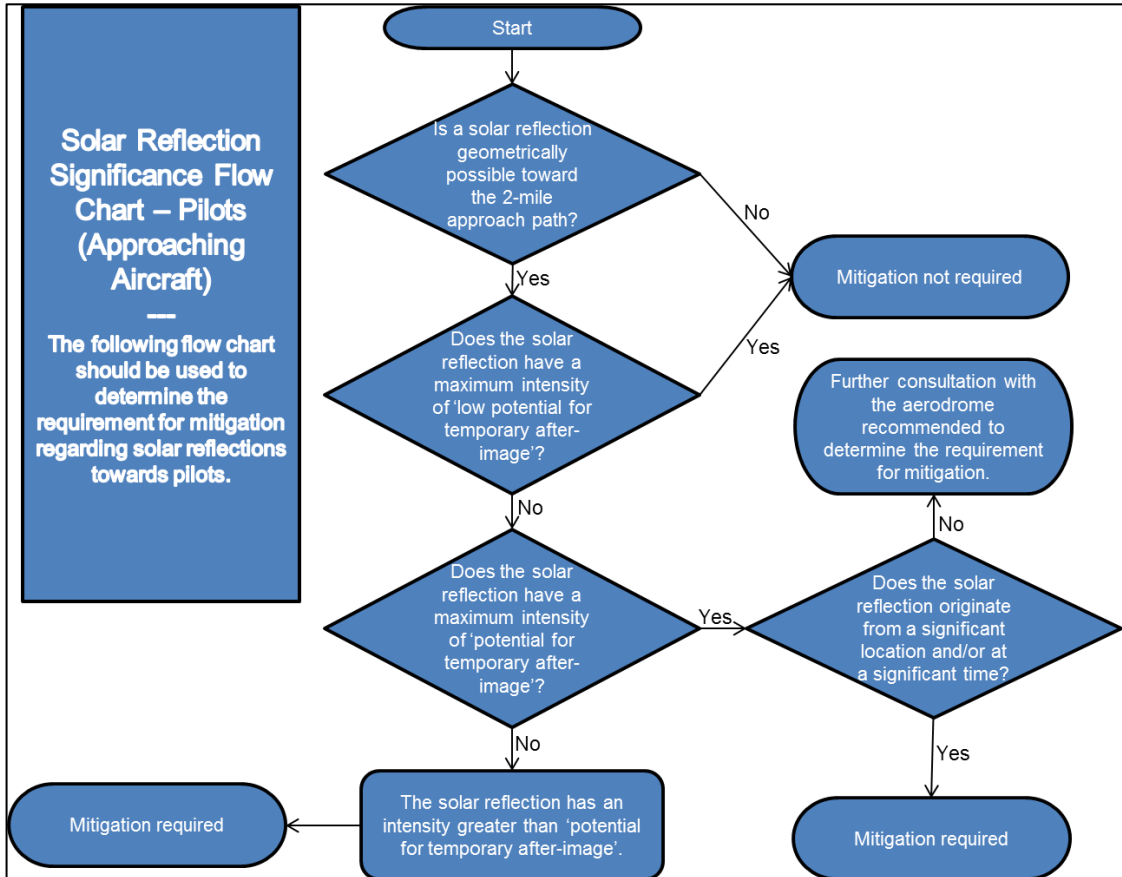 Solar Reflection
Significance Flow
Chart – Pilots
(Approaching
Aircraft)
---
The following flow chart
should be used to
determine the
requirement for mitigation
regarding solar reflections
towards pilots.
Start
Is a solar reflection
geometrically
possible toward
the 2-mile
approach path?
No
Yes
Mitigation not required
Does the solar
reflection have a
maximum intensity
of ‘low potential for
temporary after-
image’?
Yes
No
Further consultation with
the aerodrome
recommended to
determine the requirement
for mitigation.
No
Does the solar
reflection have a
maximum intensity
of ‘potential for
temporary after-
image’?
Yes
Does the solar
reflection originate
from a significant
location and/or at
a significant time?
No
Yes
The solar reflection has an
intensity greater than ‘potential
for temporary after-image’.
Mitigation required
Mitigation required